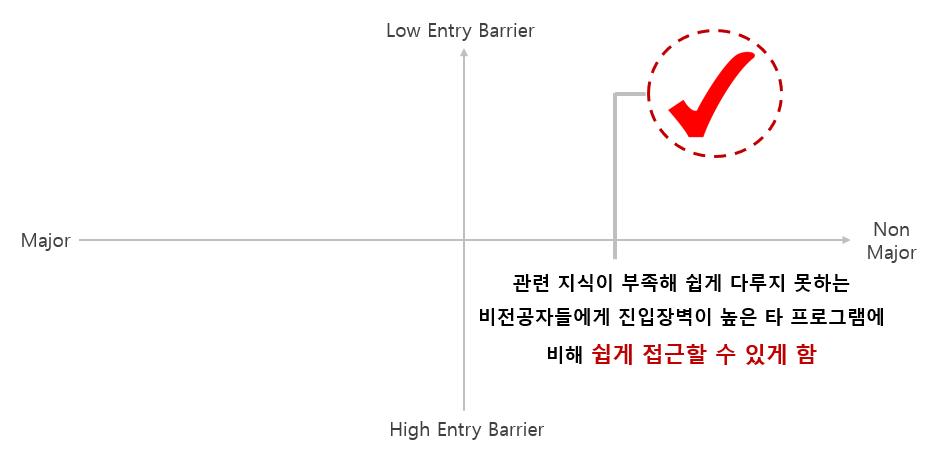 Low Entry Barrier
Major
Non
Major
관련 지식이 부족해 쉽게 다루지 못하는
비전공자들에게 진입장벽이 높은 타 프로그램에
비해 쉽게 접근할 수 있게 함
High Entry Barrier